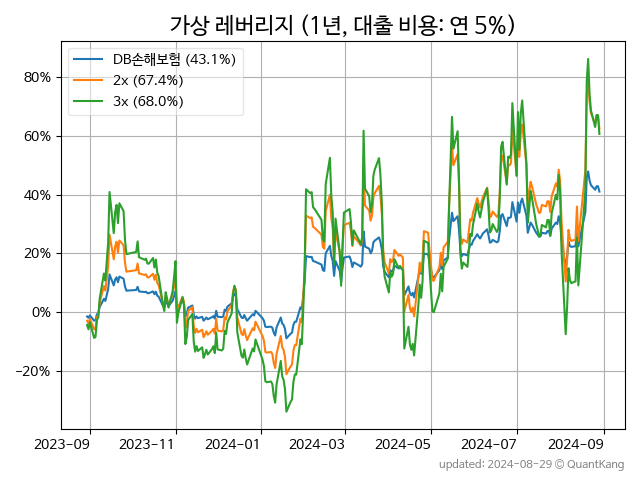 가상 레버리지 (1년, 대출 비용: 연 5%)
DB손해보험 (43.1%)
2x (67.4%)
3x (68.0%)
80%
60%
40%
20%
0%
−20%
2023-09 2023-11 2024-01 2024-03 2024-05 2024-07 2024-09
updated: 2024-08-29 © QuantKang